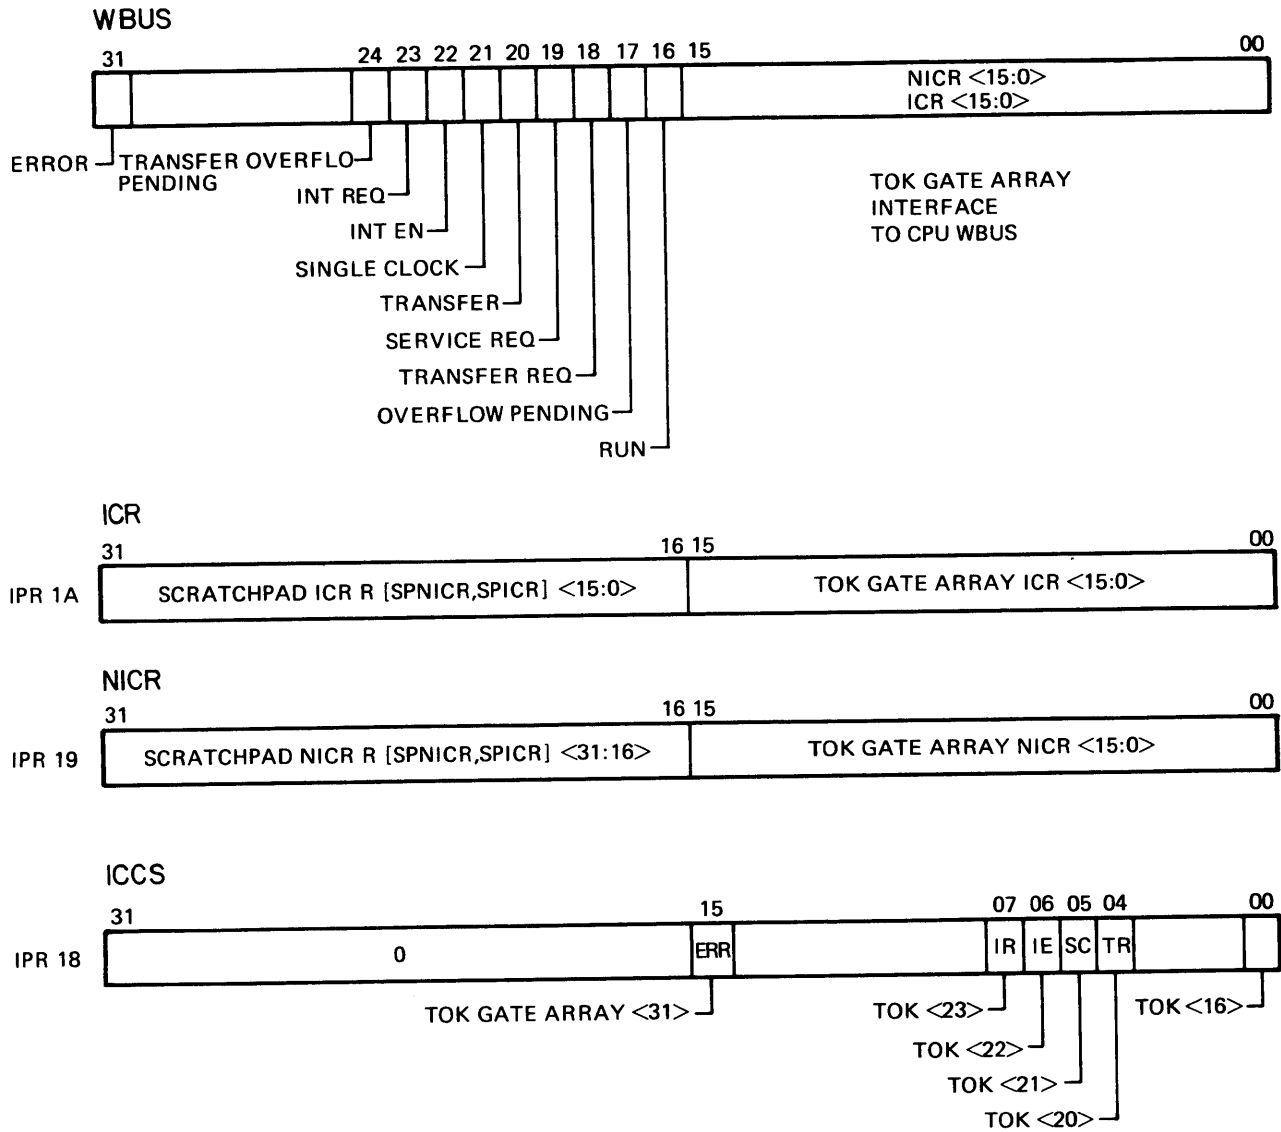 WBUS
31 24 23 22 21 20 19 18 17 16 15 00
NICR <15:0>
ICR <15:0>
ERROR
TRANSFER OVERFLO
PENDING
INT REQ
INT EN
SINGLE CLOCK
TRANSFER
SERVICE REQ
TRANSFER REQ
OVERFLOW PENDING
RUN
TOK GATE ARRAY
INTERFACE
TO CPU WBUS
ICR
31 16 15 00
IPR 1A SCRATCHPAD ICR R [SPNICR,SPICR] <15:0> TOK GATE ARRAY ICR <15:0>
NICR
31 16 15 00
IPR 19 SCRATCHPAD NICR R [SPNICR,SPICR] <31:16> TOK GATE ARRAY NICR <15:0>
ICCS
31 15 07 06 05 04 00
IPR 18 0 ERR IR IE SC TR
TOK GATE ARRAY <31> TOK <23> TOK <16>
TOK <22>
TOK <21>
TOK <20>